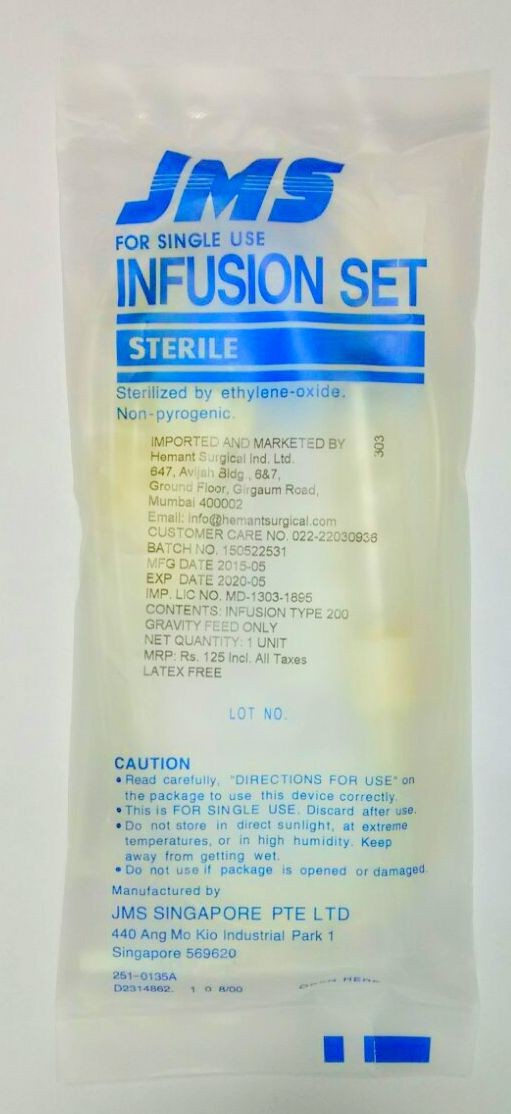 JMS
FOR SINGLE USE
INFUSION SET
STERILE
Sterilized by ethylene-oxide.
Non-pyrogenic.
303
IMPORTED AND MARKETED BY
Hemant Surgical Ind. Ltd.
647, Avijah Bldg., 6&7,
Ground Floor, Girgaum Road,
Mumbai 400002
Email: info@hemantsurgical.com
CUSTOMER CARE NO. 022-22030936
BATCH NO. 150522531
MFG DATE 2015-05
EXP DATE 2020-05
IMP. LIC NO. MD-1303-1895
CONTENTS: INFUSION TYPE 200
GRAVITY FEED ONLY
NET QUANTITY: 1 UNIT
MRP: Rs. 125 Incl. All Taxes
LATEX FREE
LOT NO.
CAUTION
• Read carefully, "DIRECTIONS FOR USE" on
the package to use this device correctly.
• This is FOR SINGLE USE. Discard after use.
• Do not store in direct sunlight, at extreme
temperatures, or in high humidity. Keep
away from getting wet.
• Do not use if package is opened or damaged.
Manufactured by
JMS SINGAPORE PTE LTD
440 Ang Mo Kio Industrial Park 1
Singapore 569620
251-0135A
D2314862. 8/00
OPEN HERE